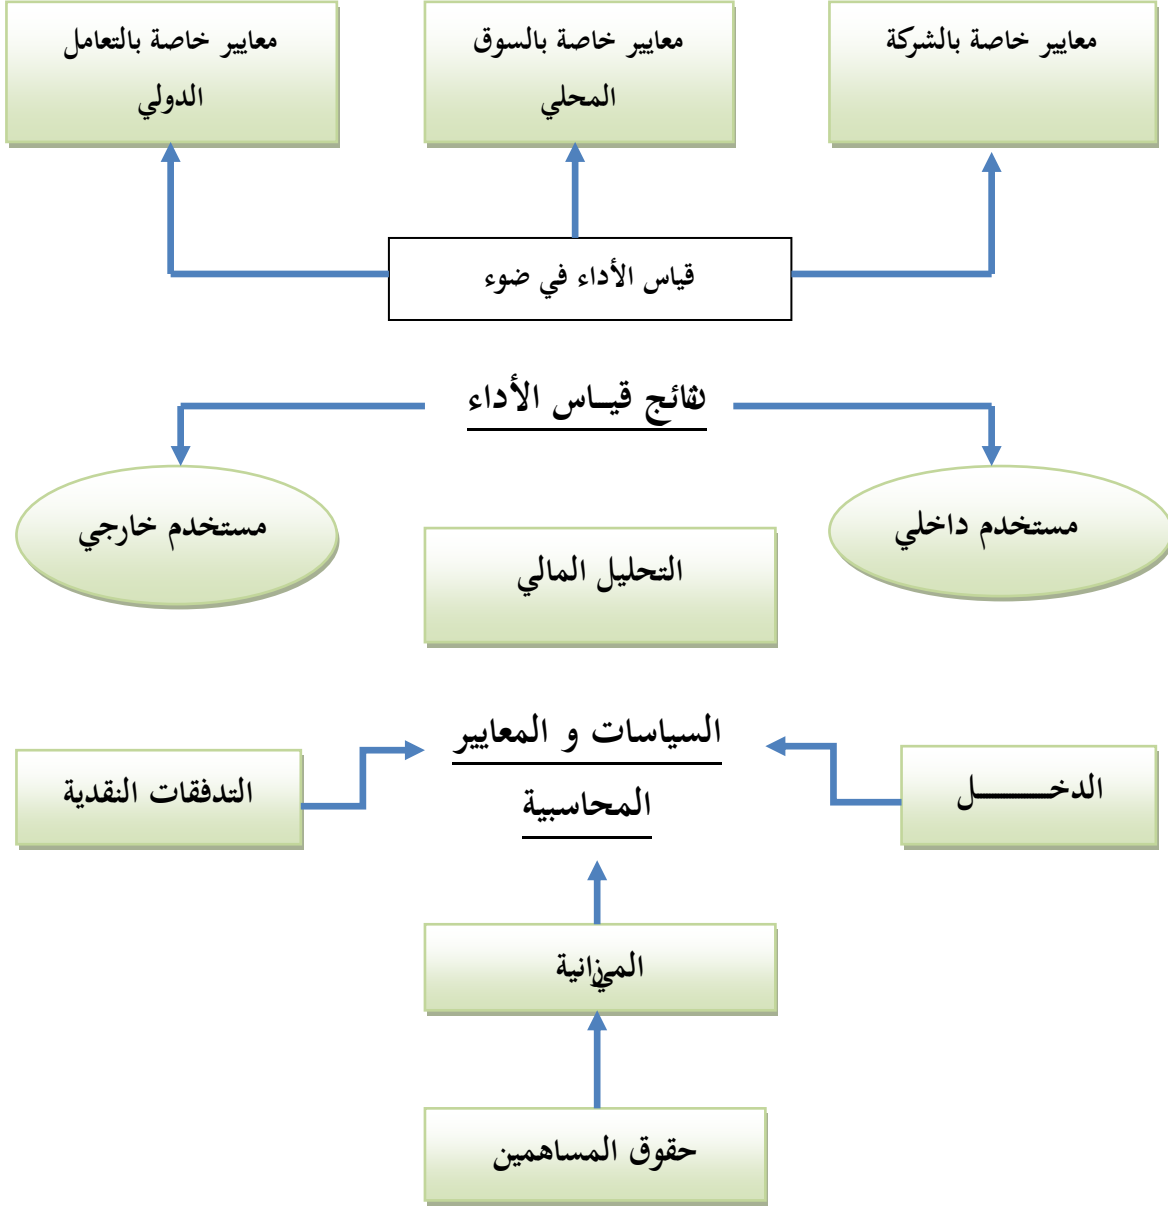 معايير خاصة بالشركة
معايير خاصة بالسوق
المحلي
معايير خاصة بالتعامل
الدولي
قياس الأداء في ضوء
نتائج قيــاس الأداء
مستخدم داخلي
مستخدم خارجي
التحليل المالي
السياسات و المعايير
المحاسبية
الدخـــــــل
التدفقات النقدية
الميزانية
حقوق المساهمين